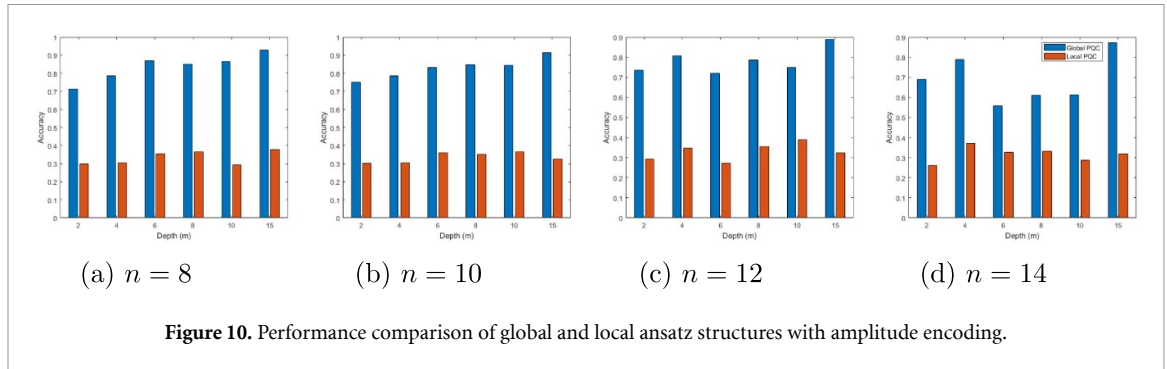 1
0.9
0.8
0.7
0.6
0.5
0.4
0.3
0.2
0.1
0
Accuracy
2 4 6 8 10 15
Depth (m)
(a) n = 8
1
0.9
0.8
0.7
0.6
0.5
0.4
0.3
0.2
0.1
0
Accuracy
2 4 6 8 10 15
Depth (m)
(b) n = 10
0.9
0.8
0.7
0.6
0.5
0.4
0.3
0.2
0.1
0
Accuracy
2 4 6 8 10 15
Depth (m)
(c) n = 12
0.9
0.8
0.7
0.6
0.5
0.4
0.3
0.2
0.1
0
Accuracy
Global PQC
Local PQC
2 4 6 8 10 15
Depth (m)
(d) n = 14
Figure 10. Performance comparison of global and local ansatz structures with amplitude encoding.